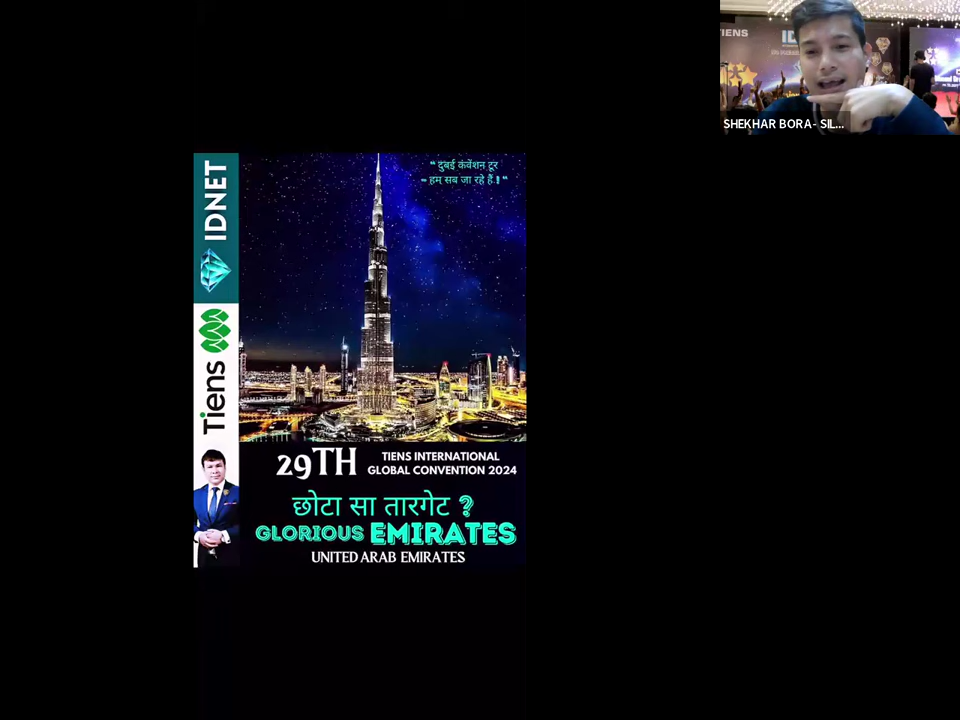 SHEKHAR BORA- SIL...
TIENS
IDNET
Tiens
“ दुबई कंवेंशन टूर
~ हम सब जा रहे हैं.! “
29TH
TIENS INTERNATIONAL
GLOBAL CONVENTION 2024
छोटा सा तारगेट ?
GLORIOUS EMIRATES
UNITED ARAB EMIRATES